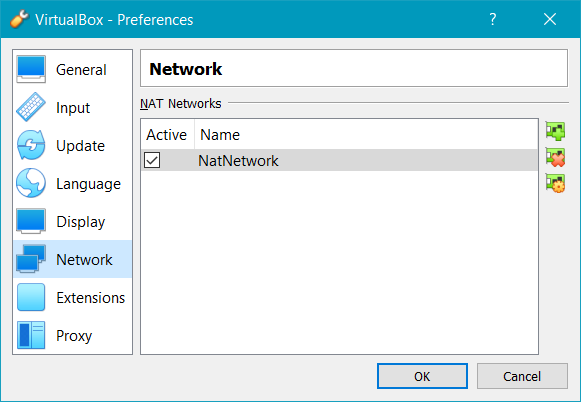 VirtualBox - Preferences ?
General
Input
Update
Language
Display
Network
Extensions
Proxy
Network
NAT Networks
Active Name
NatNetwork
OK Cancel